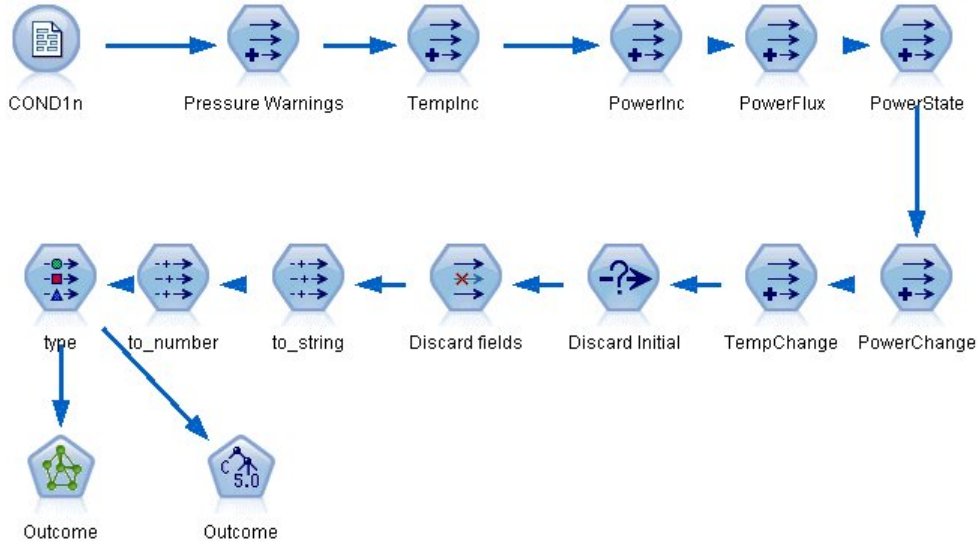 COND1n
Pressure Warnings
TempInc
PowerInc
PowerFlux
PowerState
type
to_number
to_string
Discard fields
Discard Initial
TempChange
PowerChange
C 5.0
Outcome
Outcome